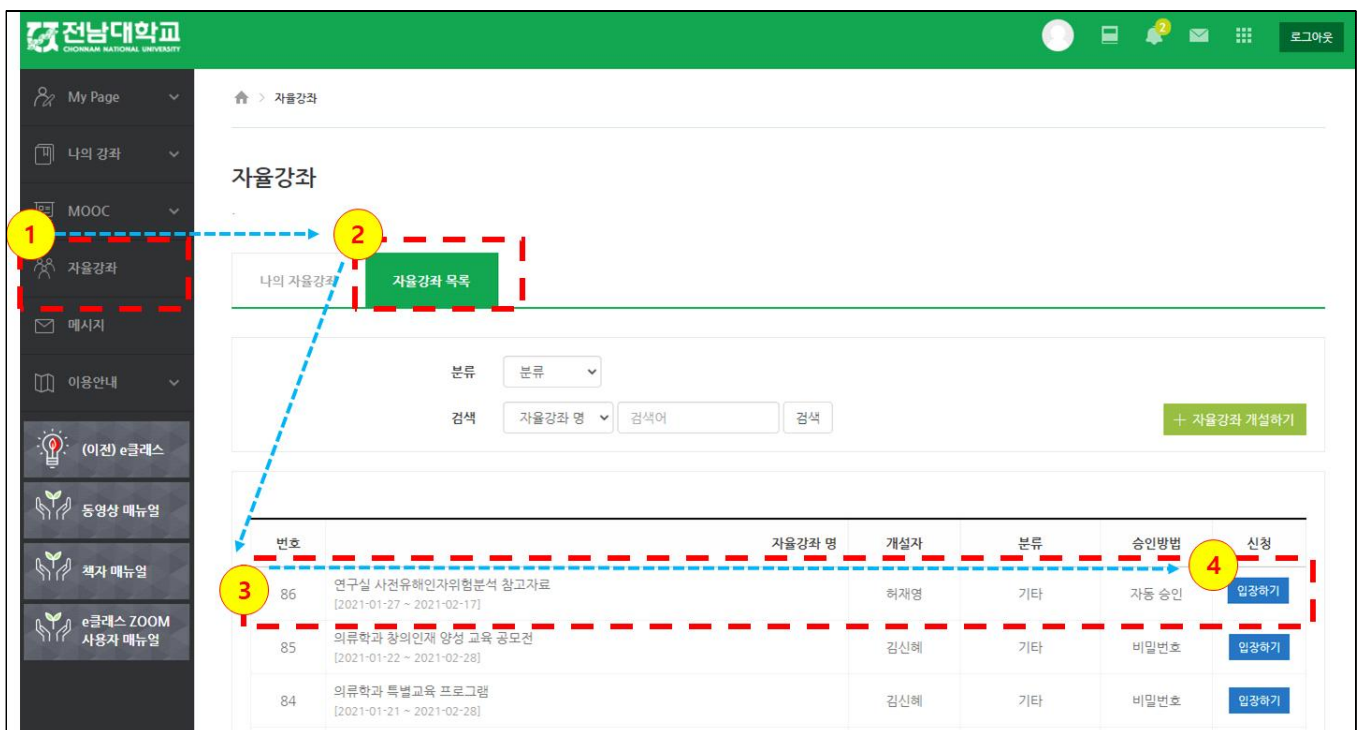 전남대학교
CHONNAM NATIONAL UNIVERSITY
2
로그아웃
My Page
나의 강좌
MOOC
자율강좌
메시지
이용안내
(이전) e클래스
동영상 매뉴얼
책자 매뉴얼
e클래스 ZOOM
사용자 매뉴얼
자율강좌
자율강좌
1
2
나의 자율강좌
자율강좌 목록
분류 분류
검색 자율강좌 명 검색어 검색
+ 자율강좌 개설하기
번호 자율강좌 명 개설자 분류 승인방법 신청
3
4
86 연구실 사전유해인자위험분석 참고자료 허재영 기타 자동 승인 입장하기
[2021-01-27 ~ 2021-02-17]
85 의류학과 창의인재 양성 교육 공모전 김신혜 기타 비밀번호 입장하기
[2021-01-22 ~ 2021-02-28]
84 의류학과 특별교육 프로그램 김신혜 기타 비밀번호 입장하기
[2021-01-21 ~ 2021-02-28]